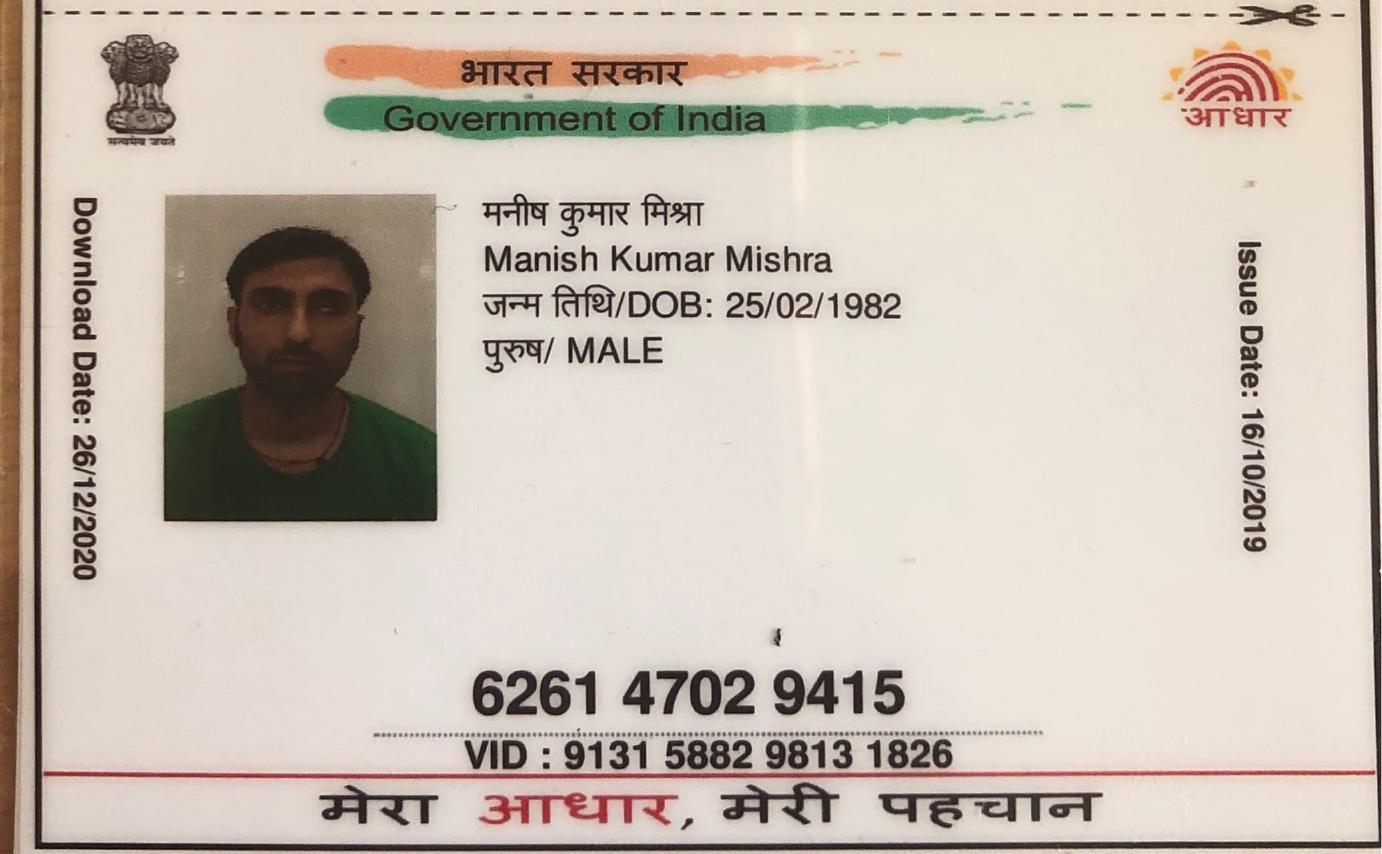 भारत सरकार
Government of India
सत्यमेव जयते
आधार
Download Date: 26/12/2020
मनीष कुमार मिश्रा
Manish Kumar Mishra
जन्म तिथि/DOB: 25/02/1982
पुरुष/ MALE
Issue Date: 16/10/2019
6261 4702 9415
VID : 9131 5882 9813 1826
मेरा आधार, मेरी पहचान